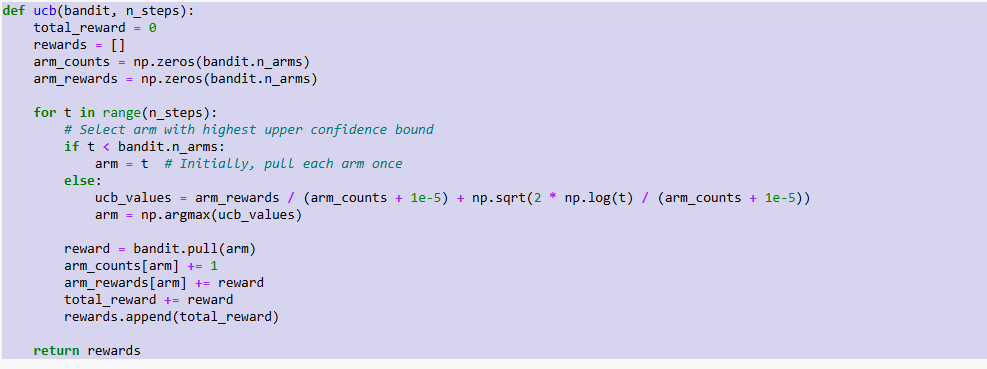 def ucb(bandit, n_steps):
    total_reward = 0
    rewards = []
    arm_counts = np.zeros(bandit.n_arms)
    arm_rewards = np.zeros(bandit.n_arms)

    for t in range(n_steps):
        # Select arm with highest upper confidence bound
        if t < bandit.n_arms:
            arm = t  # Initially, pull each arm once
        else:
            ucb_values = arm_rewards / (arm_counts + 1e-5) + np.sqrt(2 * np.log(t) / (arm_counts + 1e-5))
            arm = np.argmax(ucb_values)

        reward = bandit.pull(arm)
        arm_counts[arm] += 1
        arm_rewards[arm] += reward
        total_reward += reward
        rewards.append(total_reward)

    return rewards